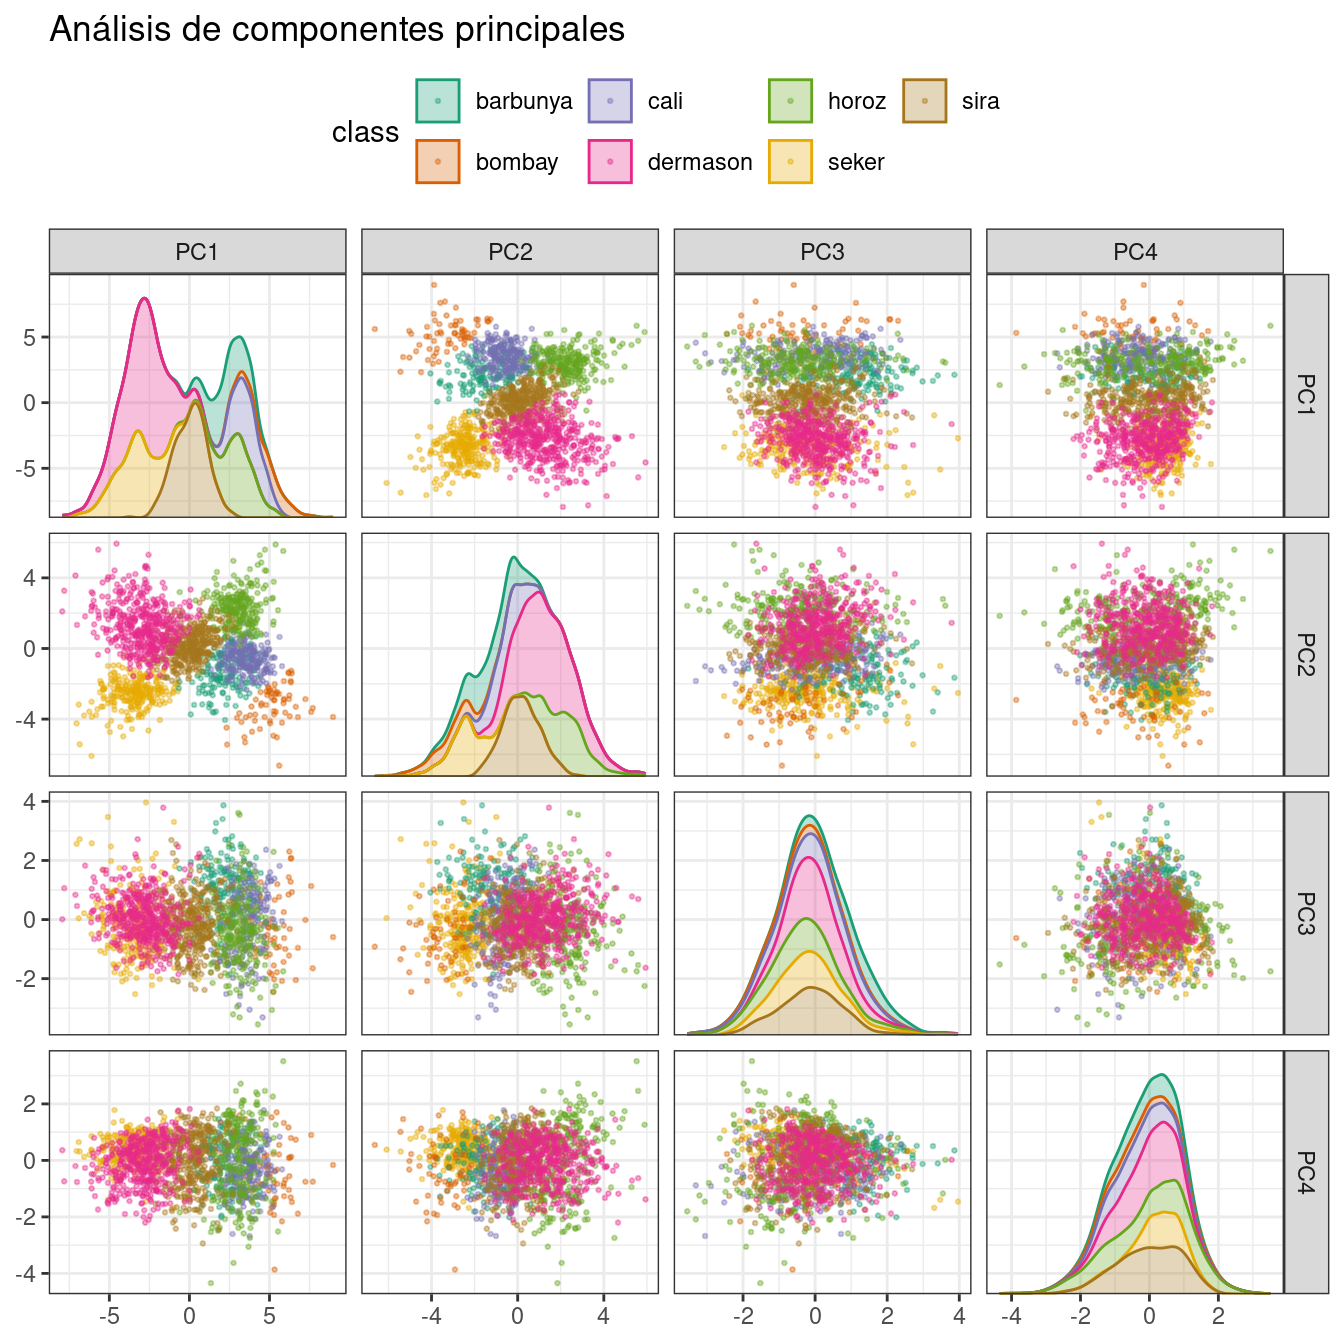 Análisis de componentes principales
class
barbunya cali horoz sira
bombay dermason seker
PC1 PC2 PC3 PC4
5
0
-5
PC1
4
0
-4
PC2
4
2
0
-2
PC3
2
0
-2
-4
PC4
-5 0 5 -4 0 4 -2 0 2 4 -4 -2 0 2